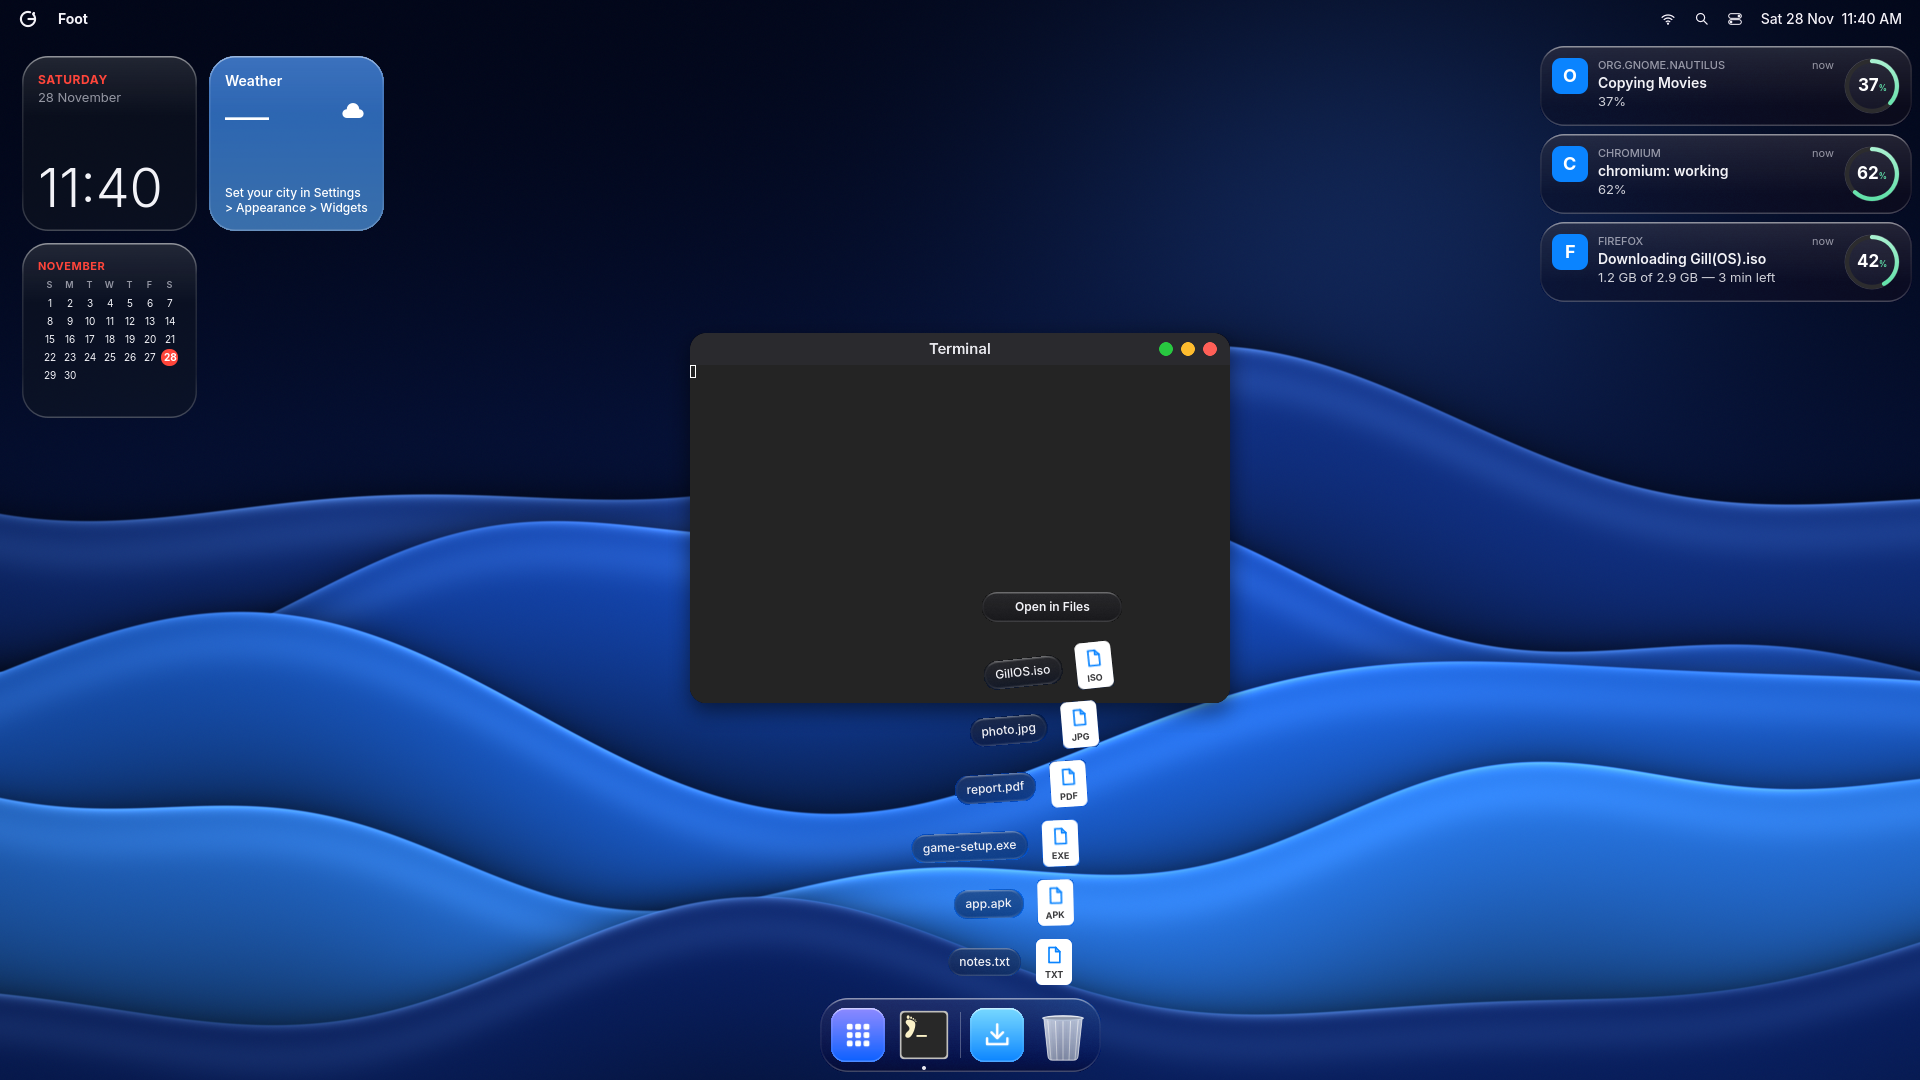 Foot
Sat 28 Nov 11:40 AM
SATURDAY
28 November
11:40
Weather
Set your city in Settings
> Appearance > Widgets
NOVEMBER
S M T W T F S
1 2 3 4 5 6 7
8 9 10 11 12 13 14
15 16 17 18 19 20 21
22 23 24 25 26 27 28
29 30
O
ORG.GNOME.NAUTILUS
now
Copying Movies
37%
37%
C
CHROMIUM
now
chromium: working
62%
62%
F
FIREFOX
now
Downloading Gill(OS).iso
1.2 GB of 2.9 GB — 3 min left
42%
Terminal
Open in Files
GillOS.iso
ISO
photo.jpg
JPG
report.pdf
PDF
game-setup.exe
EXE
app.apk
APK
notes.txt
TXT